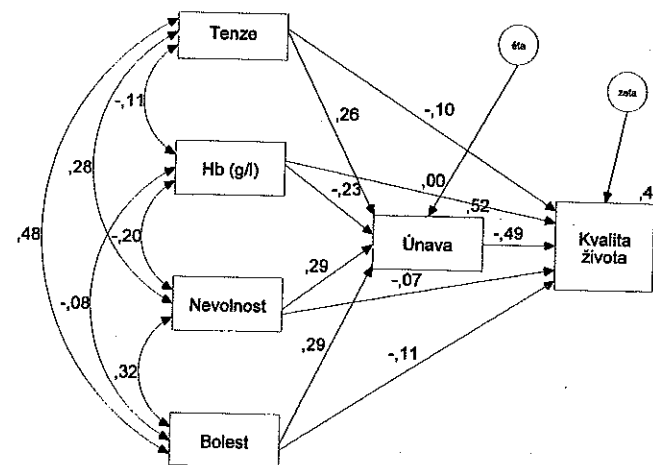 Tenze
éta
zeta
-,11
,26
-,10
,28
Hb (g/l)
,00
,4
-,23
,52
,48
-,20
Únava
-,49
Kvalita
života
,29
-,07
-,08
Nevolnost
,32
,29
-,11
Bolest